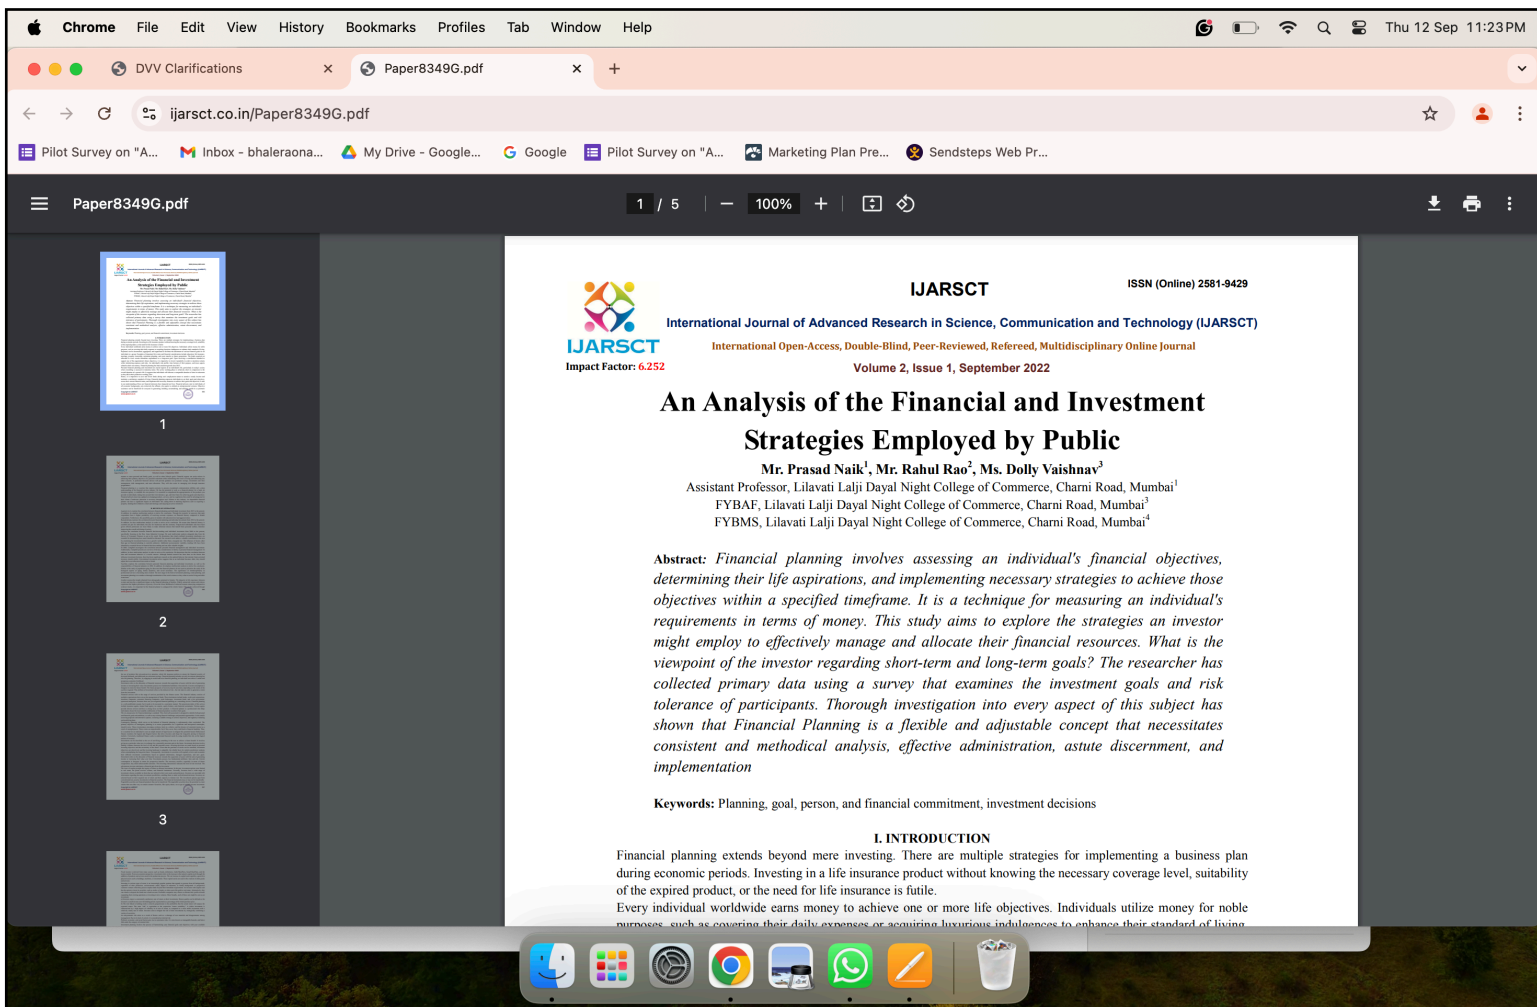 Chrome File Edit View History Bookmarks Profiles Tab Window Help Thu 12 Sep 11:23 PM
DVV Clarifications Paper8349G.pdf
ijarsct.co.in/Paper8349G.pdf
Pilot Survey on "A... Inbox - bhaleraona... My Drive - Google... Google Pilot Survey on "A... Marketing Plan Pre... Sendsteps Web Pr...
Paper8349G.pdf 1 / 5 100%
1
2
3
IJARSCT ISSN (Online) 2581-9429
International Journal of Advanced Research in Science, Communication and Technology (IJARSCT)
IJARSCT
International Open-Access, Double-Blind, Peer-Reviewed, Refereed, Multidisciplinary Online Journal
Impact Factor: 6.252
Volume 2, Issue 1, September 2022
An Analysis of the Financial and Investment
Strategies Employed by Public
Mr. Prasad Naik1, Mr. Rahul Rao2, Ms. Dolly Vaishnav3
Assistant Professor, Lilavati Lalji Dayal Night College of Commerce, Charni Road, Mumbai1
FYBAF, Lilavati Lalji Dayal Night College of Commerce, Charni Road, Mumbai3
FYBMS, Lilavati Lalji Dayal Night College of Commerce, Charni Road, Mumbai4
Abstract: Financial planning involves assessing an individual's financial objectives,
determining their life aspirations, and implementing necessary strategies to achieve those
objectives within a specified timeframe. It is a technique for measuring an individual's
requirements in terms of money. This study aims to explore the strategies an investor
might employ to effectively manage and allocate their financial resources. What is the
viewpoint of the investor regarding short-term and long-term goals? The researcher has
collected primary data using a survey that examines the investment goals and risk
tolerance of participants. Thorough investigation into every aspect of this subject has
shown that Financial Planning is a flexible and adjustable concept that necessitates
consistent and methodical analysis, effective administration, astute discernment, and
implementation
Keywords: Planning, goal, person, and financial commitment, investment decisions
I. INTRODUCTION
Financial planning extends beyond mere investing. There are multiple strategies for implementing a business plan
during economic periods. Investing in a life insurance product without knowing the necessary coverage level, suitability
of the expired product, or the need for life insurance is futile.
Every individual worldwide earns money to achieve one or more life objectives. Individuals utilize money for noble
purposes, such as covering their daily expenses or acquiring luxurious indulgences to enhance their standard of living.